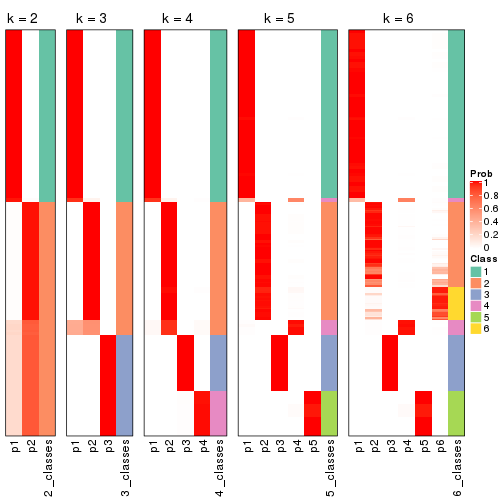 k = 2
k = 3
k = 4
k = 5
k = 6
p1
p2
2_classes
p1
p2
p3
3_classes
p1
p2
p3
p4
4_classes
p1
p2
p3
p4
p5
5_classes
p1
p2
p3
p4
p5
p6
6_classes
Prob
1
0.8
0.6
0.4
0.2
0
Class
1
2
3
4
5
6